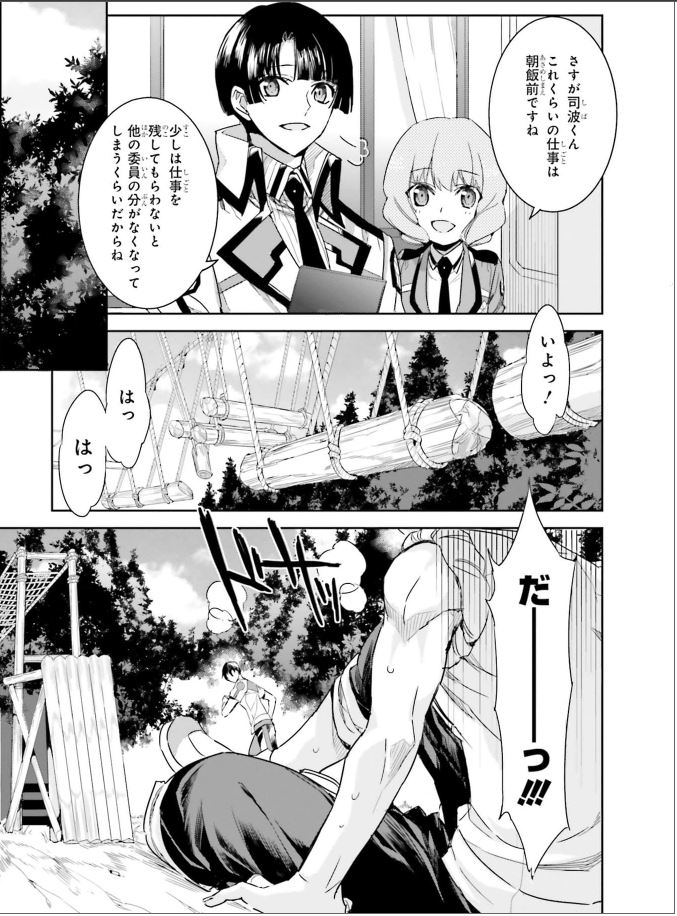 さすが司波くん
これくらいの仕事は
朝飯前ですね
少しは仕事を
残してもらわないと
他の委員の分がなくなって
しまうくらいだからね
いよっ!
はっ
はっ
だーーっ!!!
ドサッ